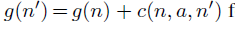 g(n′) = g(n) + c(n, a, n′) f